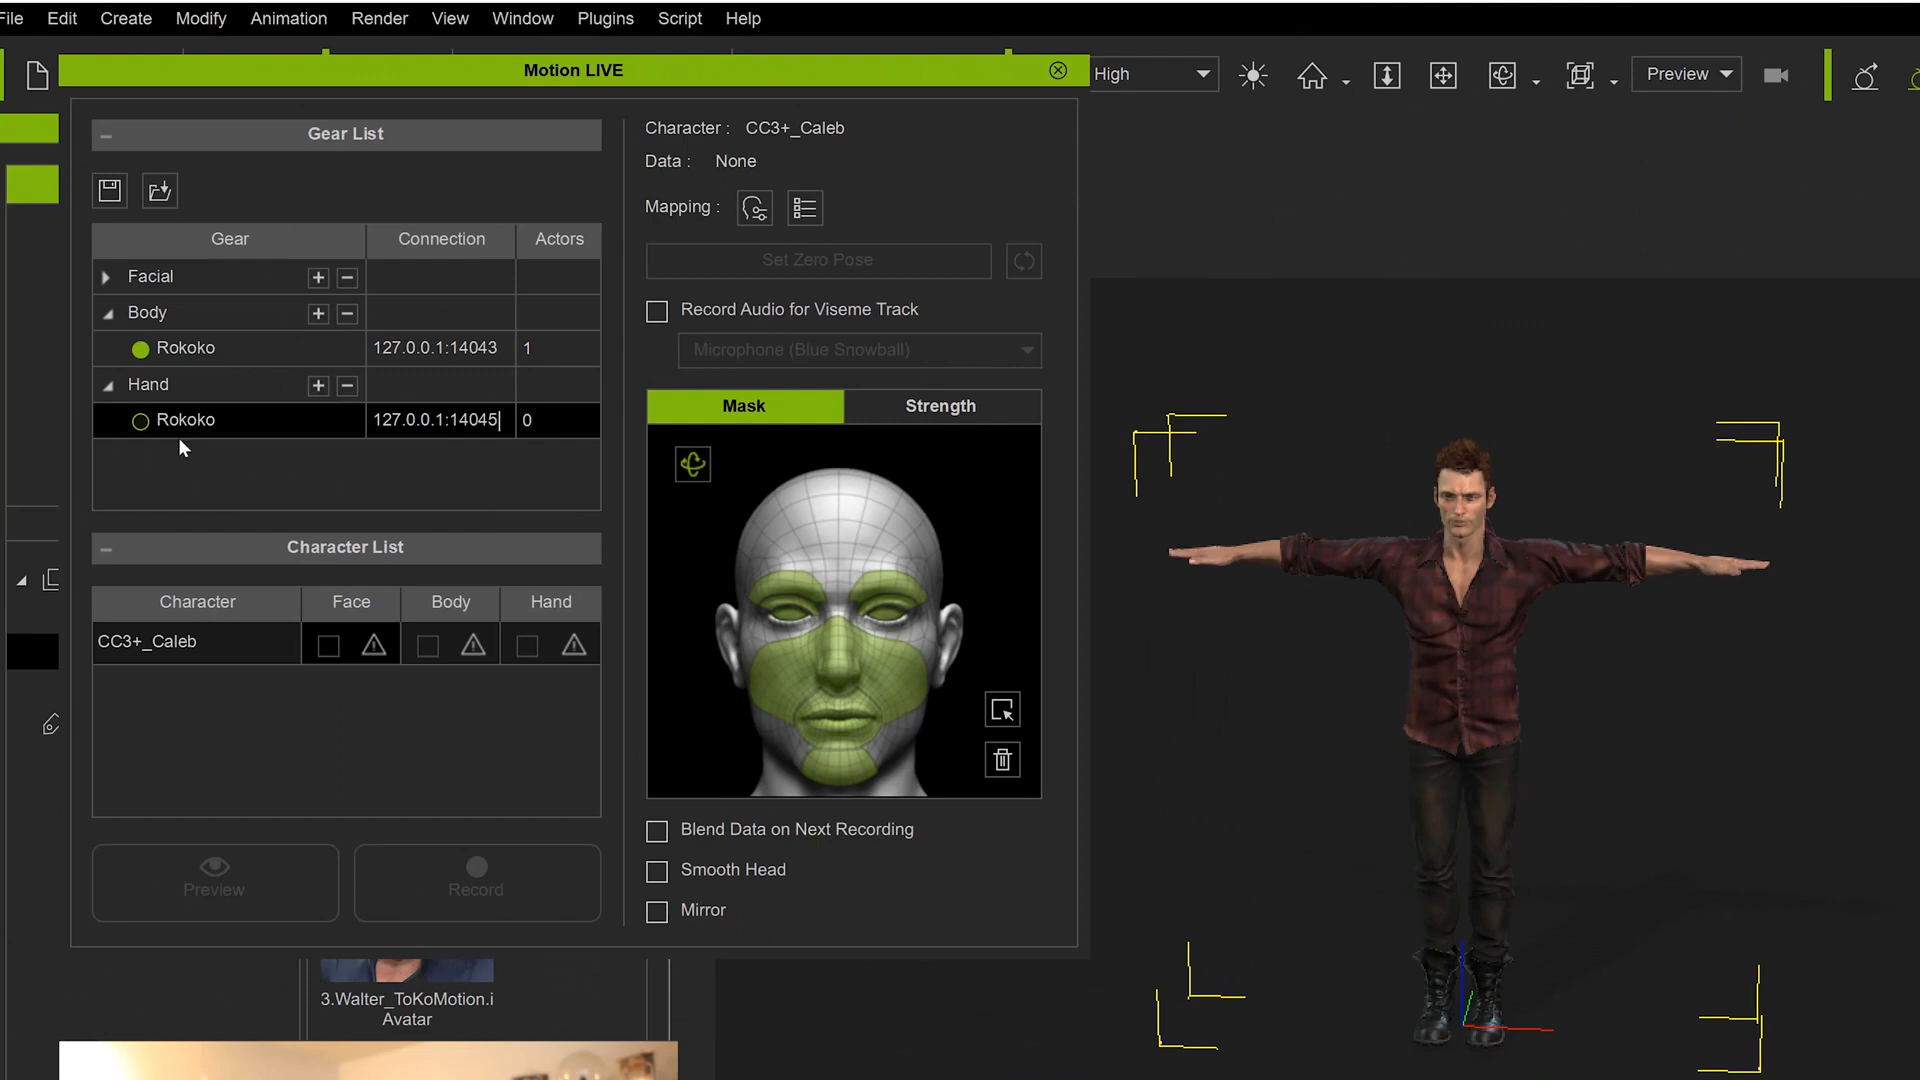 File Edit Create Modify Animation Render View Window Plugins Script Help
Motion LIVE
High
Preview
Gear List
Gear Connection Actors
Facial
Body
Rokoko 127.0.0.1:14043 1
Hand
Rokoko 127.0.0.1:14045 0
Character List
Character Face Body Hand
CC3+_Caleb
Preview
Record
Character : CC3+_Caleb
Data : None
Mapping :
Set Zero Pose
Record Audio for Viseme Track
Microphone (Blue Snowball)
Mask Strength
Blend Data on Next Recording
Smooth Head
Mirror
3.Walter_ToKoMotion.i
Avatar